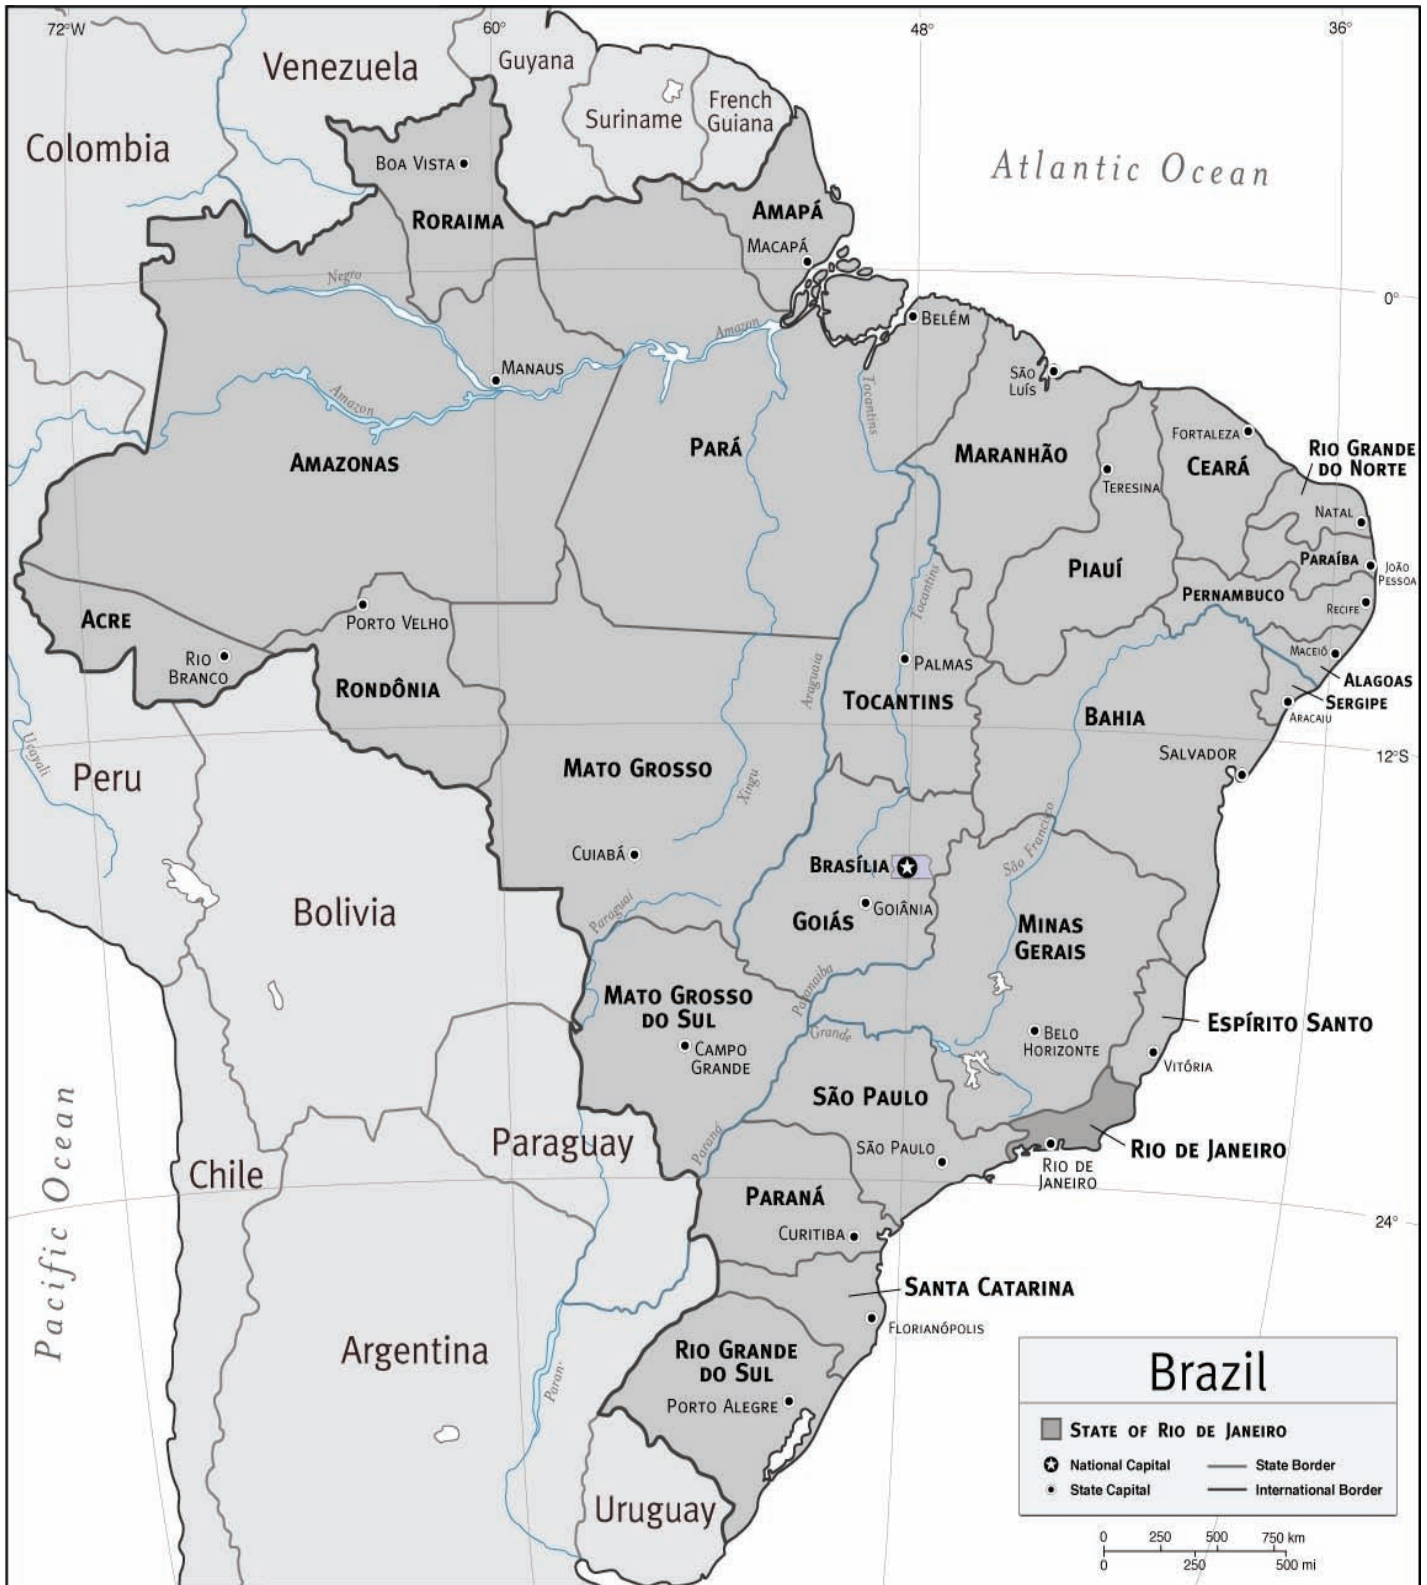 72°W
60°
48°
36°
Venezuela
Guyana
Suriname
French
Guiana
Colombia
Atlantic Ocean
BOA VISTA
RORAIMA
AMAPÁ
MACAPÁ
Negro
0°
Amazon
BELÉM
MANAUS
SÃO
LUÍS
Amazon
Tocantins
AMAZONAS
PARÁ
MARANHÃO
FORTALEZA
CEARÁ
RIO GRANDE
DO NORTE
TERESINA
NATAL
PIAUÍ
PARAÍBA
JOÃO
PESSOA
PERNAMBUCO
RECIFE
ACRE
PORTO VELHO
Tocantins
RIO
BRANCO
RONDÔNIA
PALMAS
Araguaia
TOCANTINS
MACEIÓ
ALAGOAS
SERGIPE
ARACAJU
BAHIA
SALVADOR
12°S
Ucayali
Peru
MATO GROSSO
Xingu
São Francisco
CUIABÁ
BRASÍLIA
GOIÂNIA
GOIÁS
Bolivia
Paraguai
MINAS
GERAIS
Paranaiba
MATO GROSSO
DO SUL
Grande
CAMPO
GRANDE
BELO
HORIZONTE
ESPÍRITO SANTO
VITÓRIA
SÃO PAULO
Pacific Ocean
Paraguay
Paraná
SÃO PAULO
RIO DE JANEIRO
RIO DE
JANEIRO
Chile
PARANÁ
CURITIBA
24°
SANTA CATARINA
FLORIANÓPOLIS
Argentina
Paran-
RIO GRANDE
DO SUL
PORTO ALEGRE
Uruguay
Brazil
STATE OF RIO DE JANEIRO
National Capital
State Border
State Capital
International Border
0 250 500 750 km
0 250 500 mi